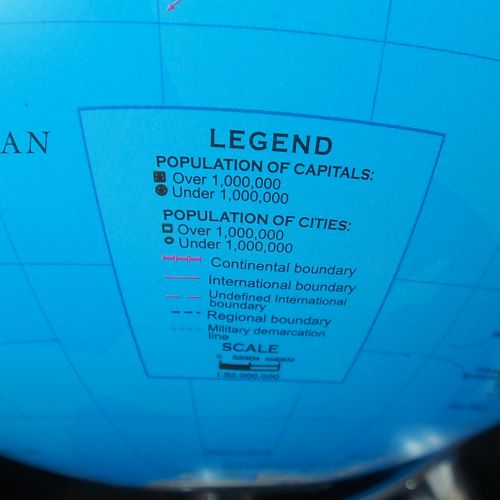 AN
LEGEND
POPULATION OF CAPITALS:
Over 1,000,000
Under 1,000,000
POPULATION OF CITIES:
Over 1,000,000
Under 1,000,000
Continental boundary
International boundary
Undefined International
boundary
Regional boundary
Military demarcation
line
SCALE
0